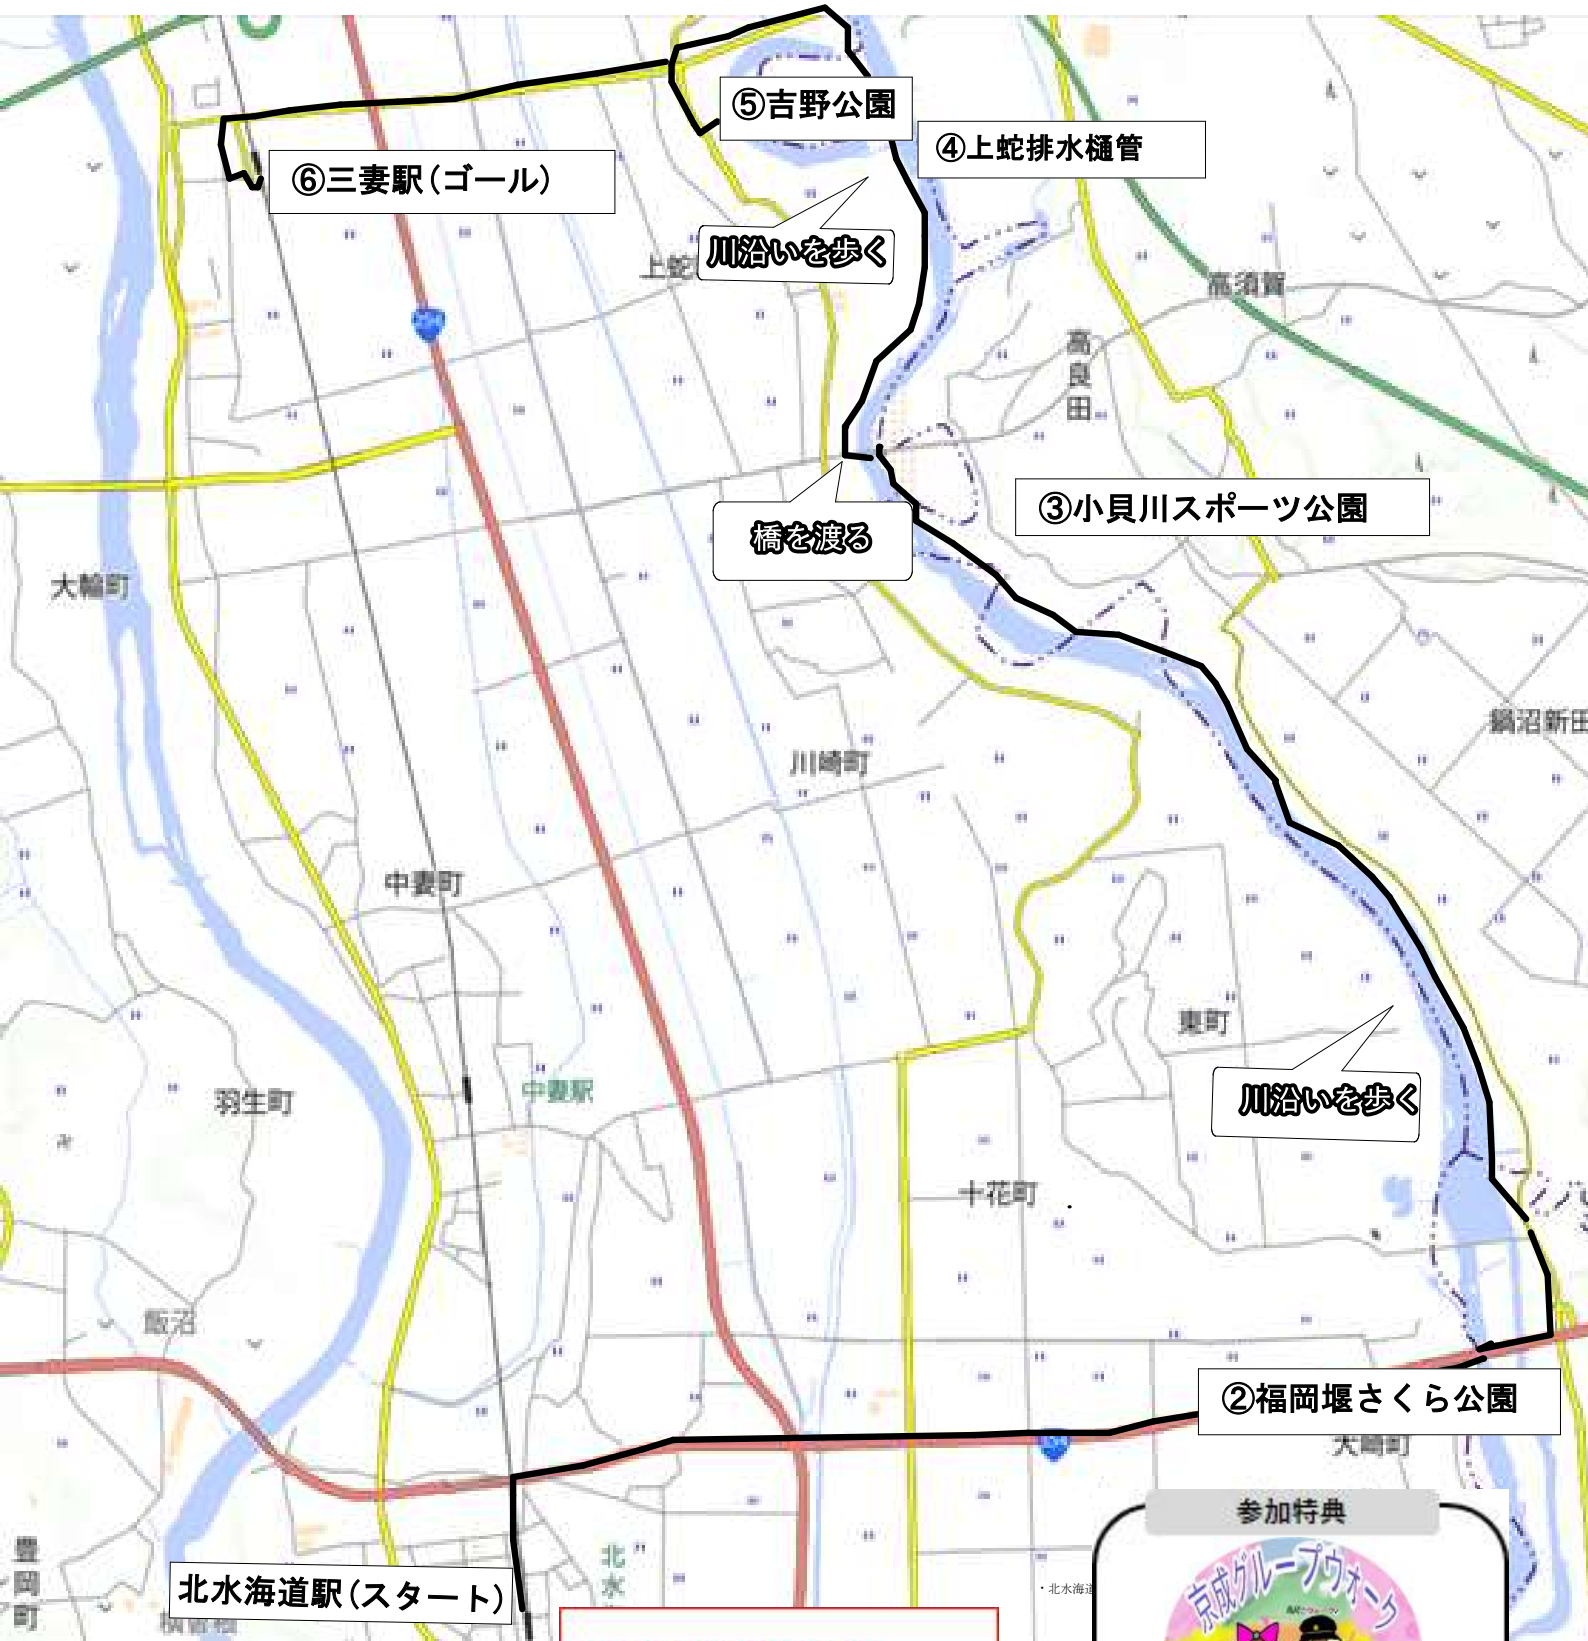 ⑤吉野公園
④上蛇排水樋管
⑥三妻駅(ゴール)
川沿いを歩く
上蛇
高須賀
高良田
③小貝川スポーツ公園
橋を渡る
大輪町
鍋沼新田
川崎町
中妻町
東町
中妻駅
羽生町
川沿いを歩く
十花町
飯沼
②福岡堰さくら公園
大崎町
参加特典
豊岡町
北水
北水海道駅(スタート)
・北水海道
京成グループウォーク